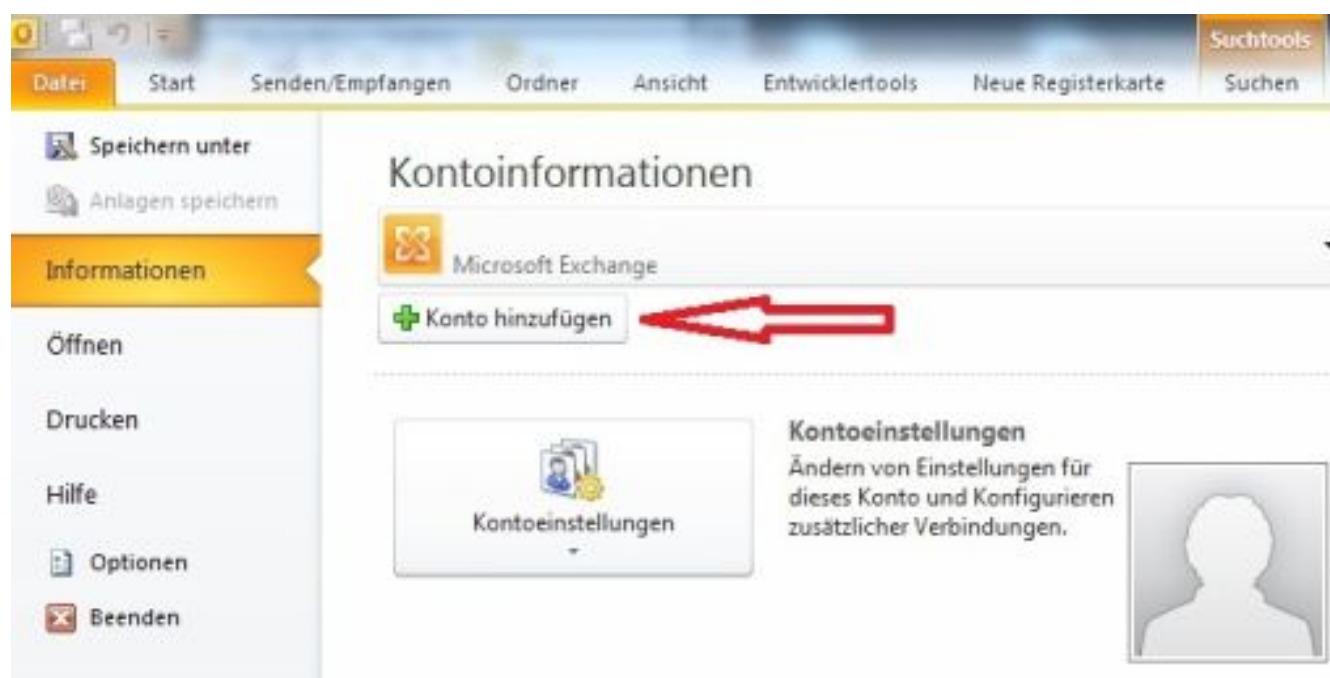 Suchtools
Datei Start Senden/Empfangen Ordner Ansicht Entwicklertools Neue Registerkarte Suchen
Speichern unter
Anlagen speichern
Informationen
Öffnen
Drucken
Hilfe
Optionen
Beenden
Kontoinformationen
Microsoft Exchange
Konto hinzufügen
Kontoeinstellungen
Kontoeinstellungen
Ändern von Einstellungen für
dieses Konto und Konfigurieren
zusätzlicher Verbindungen.